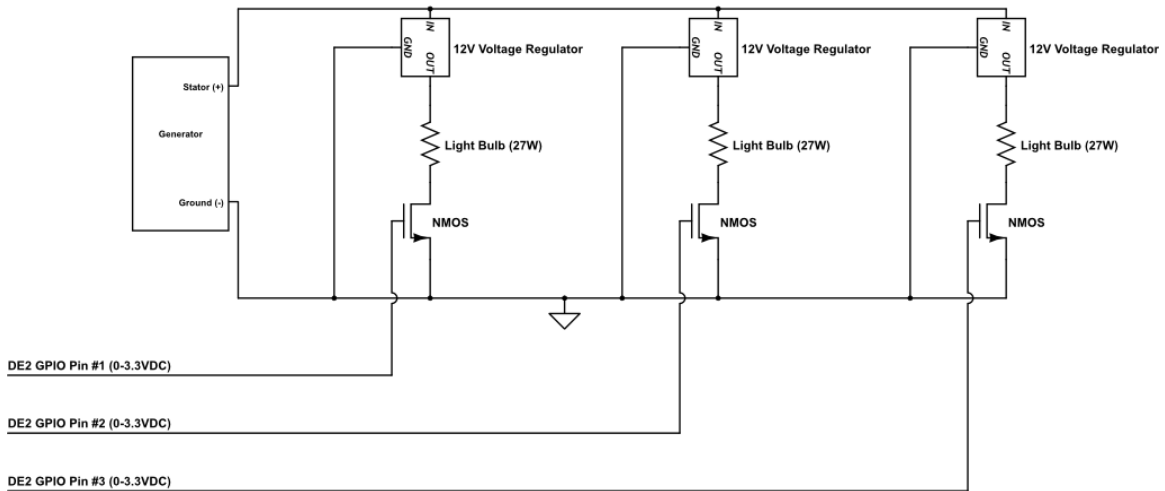 IN
GND
OUT
12V Voltage Regulator
IN
GND
OUT
12V Voltage Regulator
IN
GND
OUT
12V Voltage Regulator
Stator (+)
Generator
Ground (-)
Light Bulb (27W)
Light Bulb (27W)
Light Bulb (27W)
NMOS
NMOS
NMOS
DE2 GPIO Pin #1 (0-3.3VDC)
DE2 GPIO Pin #2 (0-3.3VDC)
DE2 GPIO Pin #3 (0-3.3VDC)